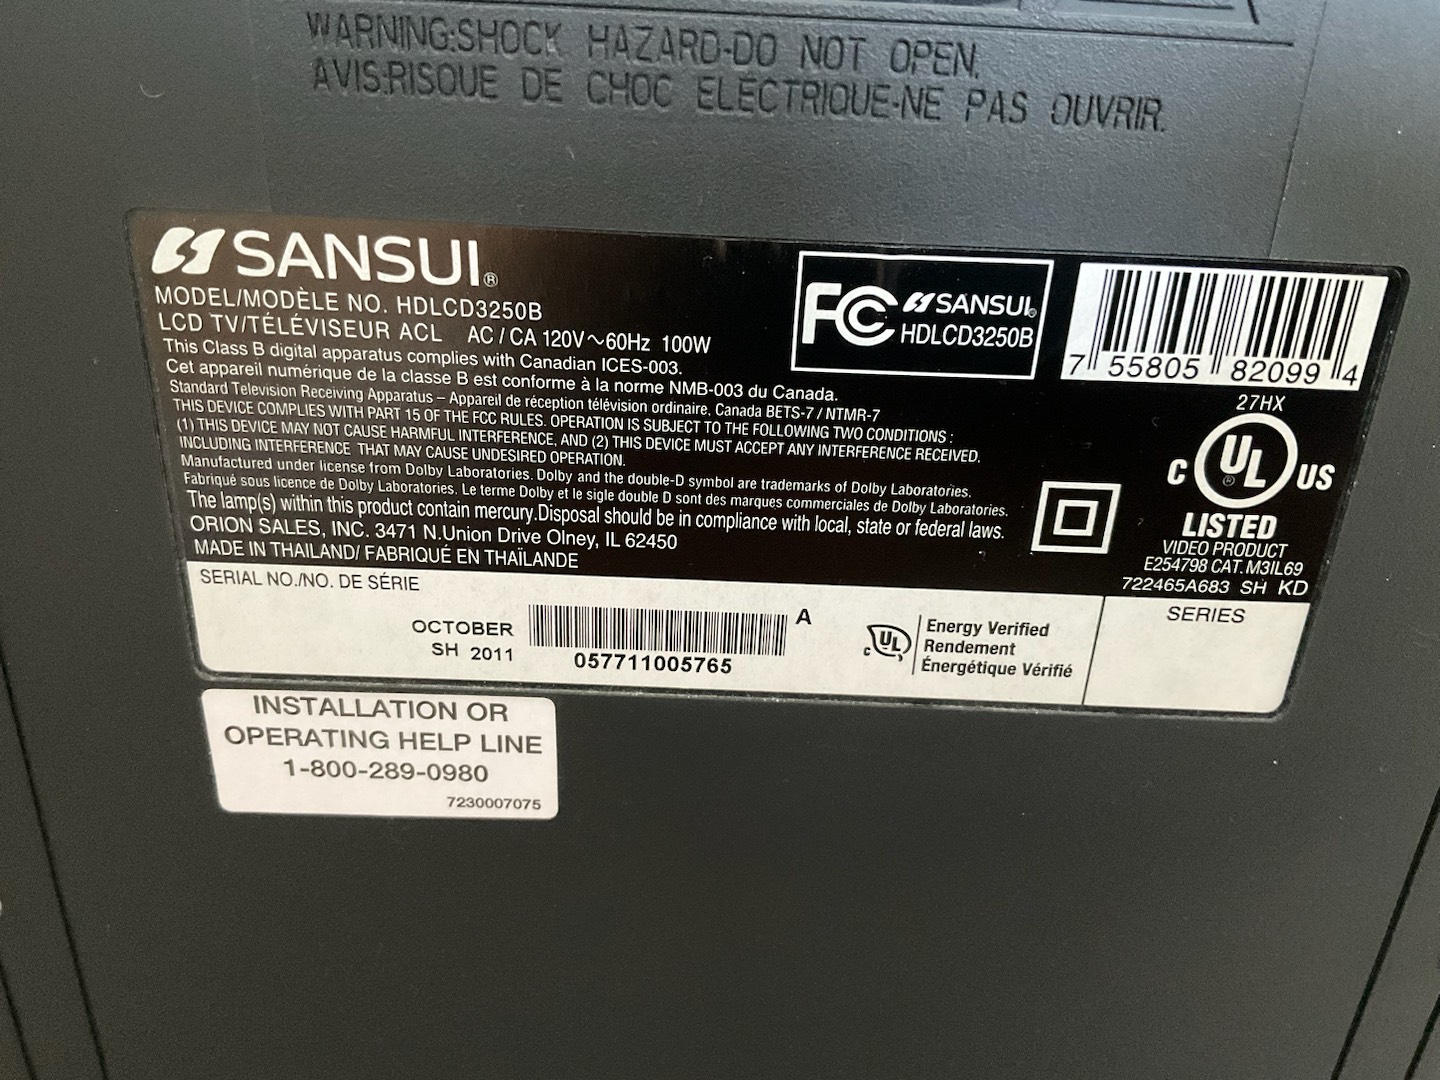 WARNING:SHOCK HAZARD-DO NOT OPEN.
AVIS:RISQUE DE CHOC ELECTRIQUE-NE PAS OUVRIR.
SANSUI®
MODEL/MODÈLE NO. HDLCD3250B
LCD TV/TÉLÉVISEUR ACL AC / CA 120V～60Hz 100W
This Class B digital apparatus complies with Canadian ICES-003.
Cet appareil numérique de la classe B est conforme à la norme NMB-003 du Canada.
Standard Television Receiving Apparatus – Appareil de réception télévision ordinaire, Canada BETS-7 / NTMR-7
THIS DEVICE COMPLIES WITH PART 15 OF THE FCC RULES. OPERATION IS SUBJECT TO THE FOLLOWING TWO CONDITIONS :
(1) THIS DEVICE MAY NOT CAUSE HARMFUL INTERFERENCE, AND (2) THIS DEVICE MUST ACCEPT ANY INTERFERENCE RECEIVED,
INCLUDING INTERFERENCE THAT MAY CAUSE UNDESIRED OPERATION.
Manufactured under license from Dolby Laboratories. Dolby and the double-D symbol are trademarks of Dolby Laboratories.
Fabriqué sous licence de Dolby Laboratories. Le terme Dolby et le sigle double D sont des marques commerciales de Dolby Laboratories.
The lamp(s) within this product contain mercury.Disposal should be in compliance with local, state or federal laws.
ORION SALES, INC. 3471 N.Union Drive Olney, IL 62450
MADE IN THAILAND/ FABRIQUÉ EN THAÏLANDE
FC SANSUI®
HDLCD3250B
7 55805 82099 4
27HX
C UL® US
LISTED
VIDEO PRODUCT
E254798 CAT.M3IL69
722465A683 SH KD
SERIAL NO./NO. DE SÉRIE
OCTOBER
SH 2011
A
057711005765
C UL
Energy Verified
Rendement
Énergétique Vérifié
SERIES
INSTALLATION OR
OPERATING HELP LINE
1-800-289-0980
7230007075